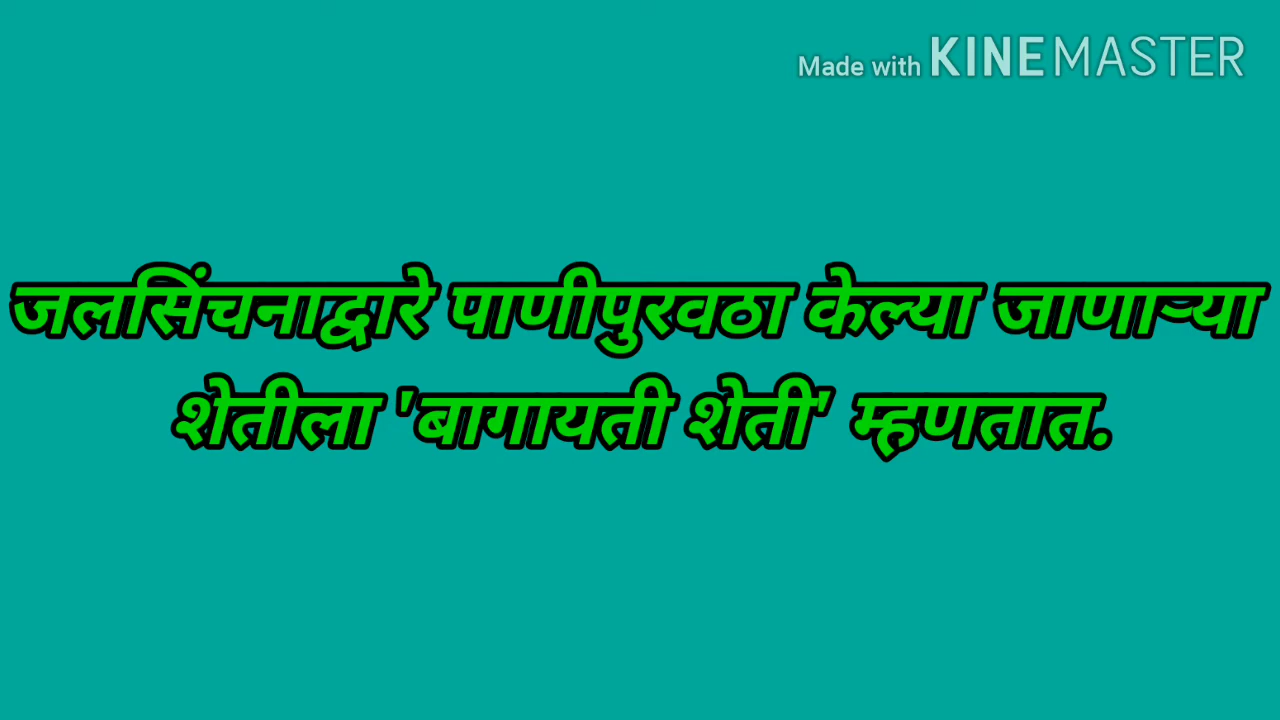 Made with KINEMASTER
जलसिंचनाद्वारे पाणीपुरवठा केल्या जाणाऱ्या
शेतीला 'बागायती शेती' म्हणतात.